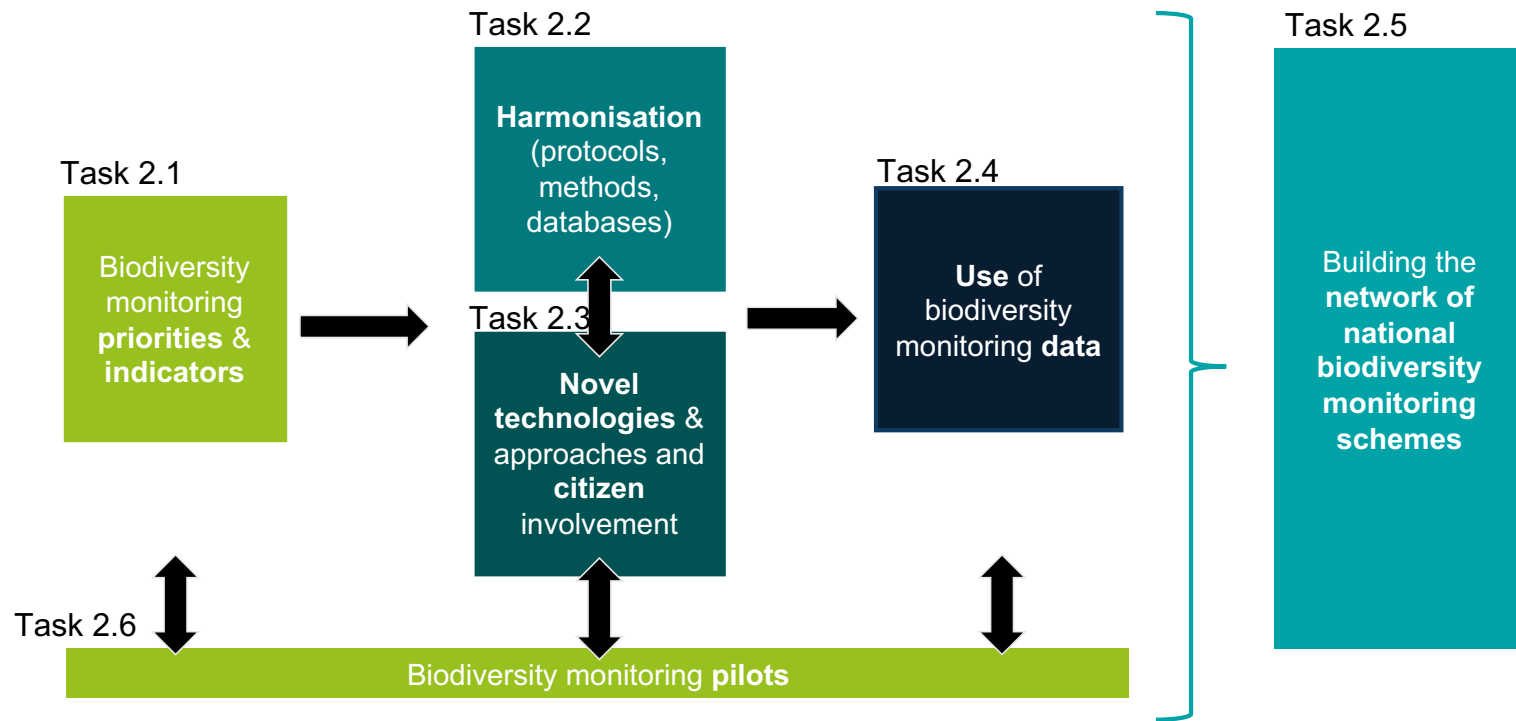 Task 2.1
Biodiversity
monitoring
priorities &
indicators
Task 2.2
Harmonisation
(protocols,
methods,
databases)
Task 2.3
Novel
technologies &
approaches and
citizen
involvement
Task 2.4
Use of
biodiversity
monitoring data
Task 2.5
Building the
network of
national
biodiversity
monitoring
schemes
Task 2.6
Biodiversity monitoring pilots